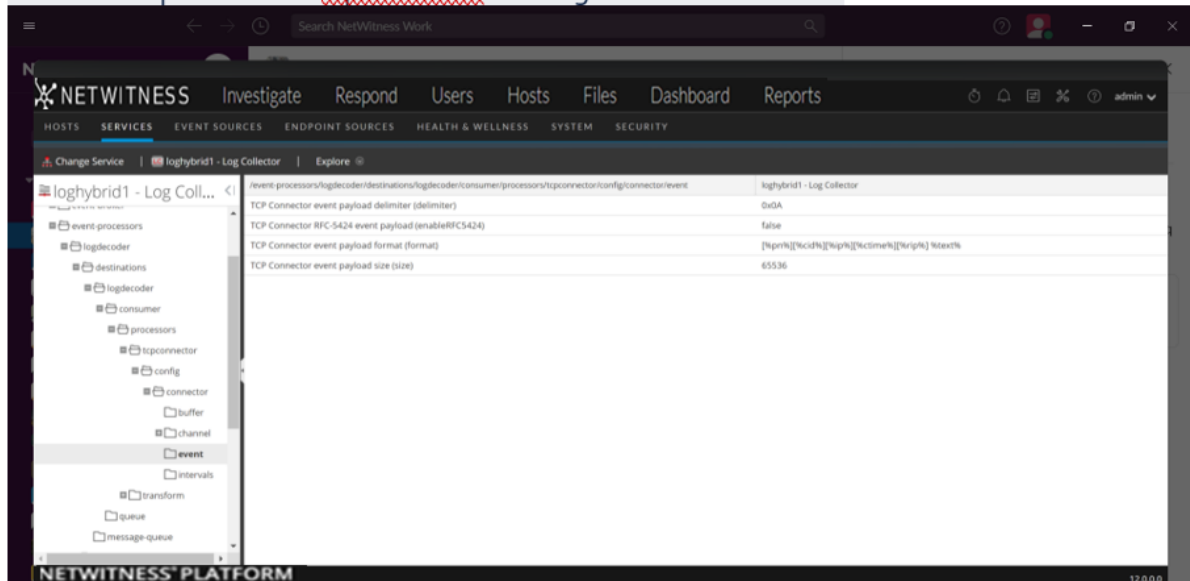 Search NetWitness Work
NETWITNESS Investigate Respond Users Hosts Files Dashboard Reports admin
HOSTS SERVICES EVENT SOURCES ENDPOINT SOURCES HEALTH & WELLNESS SYSTEM SECURITY
Change Service | loghybrid1 - Log Collector | Explore
loghybrid1 - Log Coll...
event-processors
logdecoder
destinations
logdecoder
consumer
processors
tcpconnector
config
connector
buffer
channel
event
intervals
transform
queue
message-queue
/event-processors/logdecoder/destinations/logdecoder/consumer/processors/tcpconnector/config/connector/event loghybrid1 - Log Collector
TCP Connector event payload delimiter (delimiter) 0x0A
TCP Connector RFC-5424 event payload (enableRFC5424) false
TCP Connector event payload format (format) [%prn%][%cid%][%ip%][%ctime%][%rip%] %text%
TCP Connector event payload size (size) 65536
NETWITNESS® PLATFORM 12.0.0.0